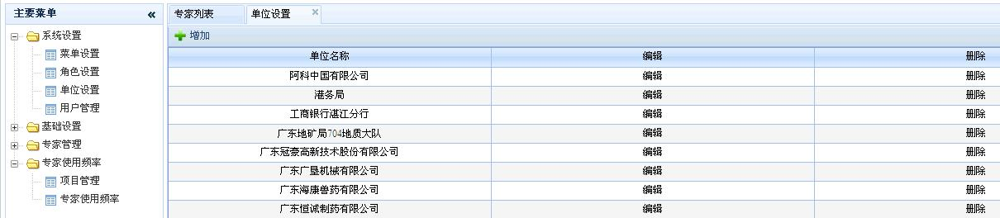 主要菜单
系统设置
菜单设置
角色设置
单位设置
用户管理
基础设置
专家管理
专家使用频率
项目管理
专家使用频率
专家列表 单位设置
增加
单位名称 编辑 删除
阿科中国有限公司 编辑 删除
港务局 编辑 删除
工商银行湛江分行 编辑 删除
广东地矿局704地质大队 编辑 删除
广东冠豪高新技术股份有限公司 编辑 删除
广东广垦机械有限公司 编辑 删除
广东海康兽药有限公司 编辑 删除
广东恒诚制药有限公司 编辑 删除